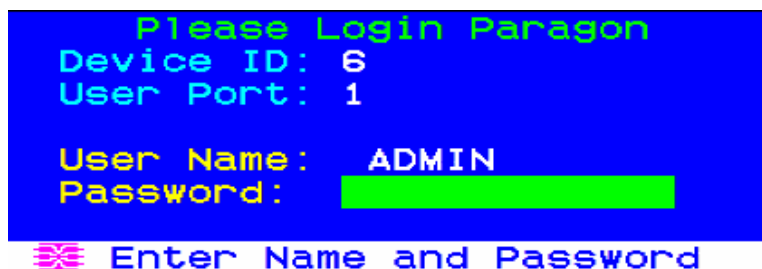 Please Login Paragon
Device ID: 6
User Port: 1
User Name: ADMIN
Password:
Enter Name and Password